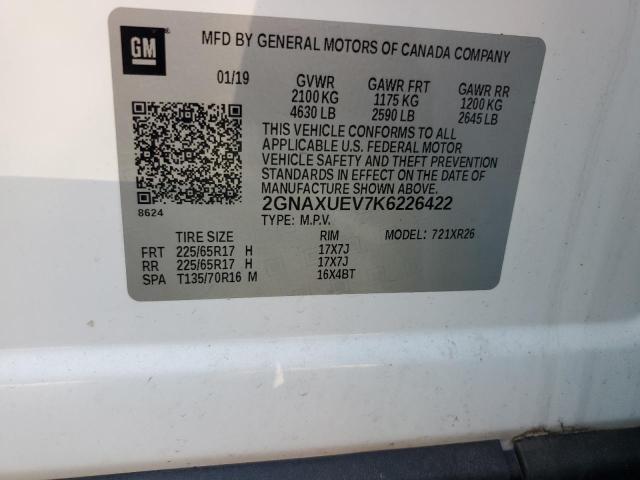 GM
MFD BY GENERAL MOTORS OF CANADA COMPANY
01/19 GVWR GAWR FRT GAWR RR
2100 KG 1175 KG 1200 KG
4630 LB 2590 LB 2645 LB
THIS VEHICLE CONFORMS TO ALL
APPLICABLE U.S. FEDERAL MOTOR
VEHICLE SAFETY AND THEFT PREVENTION
STANDARDS IN EFFECT ON THE DATE OF
MANUFACTURE SHOWN ABOVE.
8624 2GNAXUEV7K6226422
TYPE: M.P.V.
TIRE SIZE RIM MODEL: 721XR26
FRT 225/65R17 H 17X7J
RR 225/65R17 H 17X7J
SPA T135/70R16 M 16X4BT